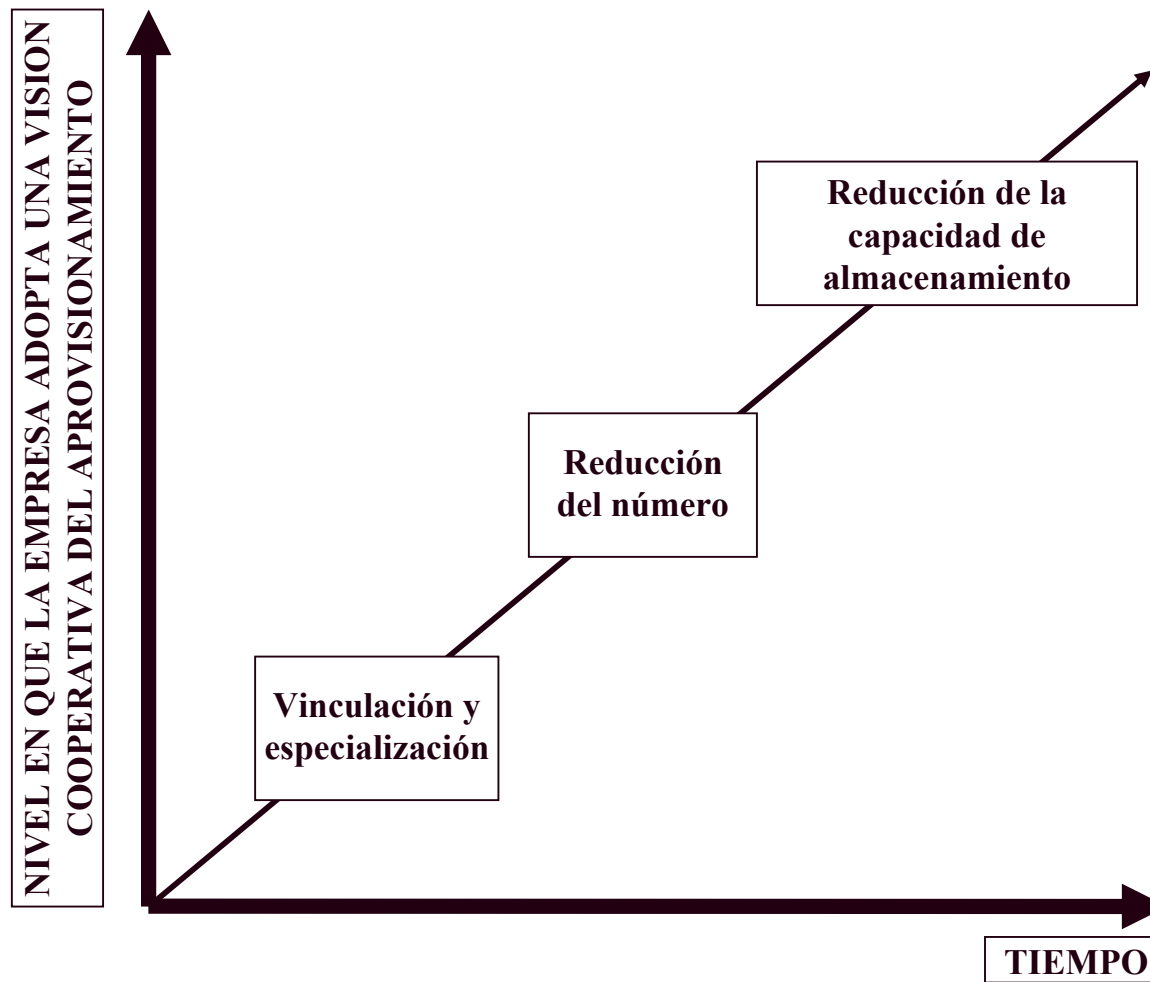 NIVEL EN QUE LA EMPRESA ADOPTA UNA VISION
COOPERATIVA DEL APROVISIONAMIENTO
Reducción de la
capacidad de
almacenamiento
Reducción
del número
Vinculación y
especialización
TIEMPO